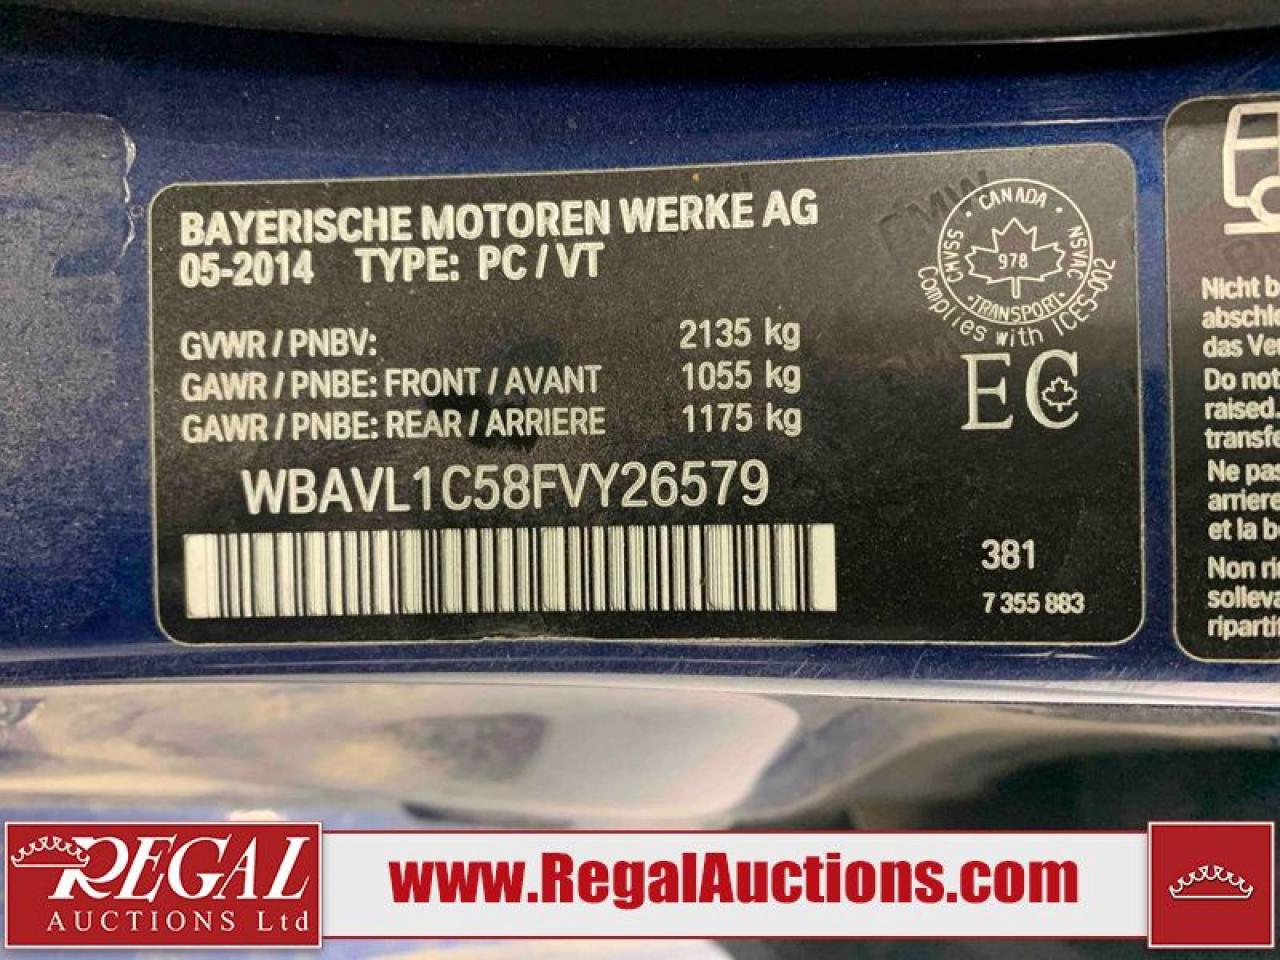 BAYERISCHE MOTOREN WERKE AG
05-2014 TYPE: PC / VT
GVWR / PNBV: 2135 kg
GAWR / PNBE: FRONT / AVANT 1055 kg
GAWR / PNBE: REAR / ARRIERE 1175 kg
WBAVL1C58FVY26579
CANADA
CMVSS 978 NSVAC
TRANSPORT
Complies with ICES-002
EC
381
7 355 883
Nicht b
abschle
das Ve
Do not
raised.
transfe
Ne pas
arriere
et la b
Non ri
solleva
riparti
REGAL
AUCTIONS Ltd
www.RegalAuctions.com